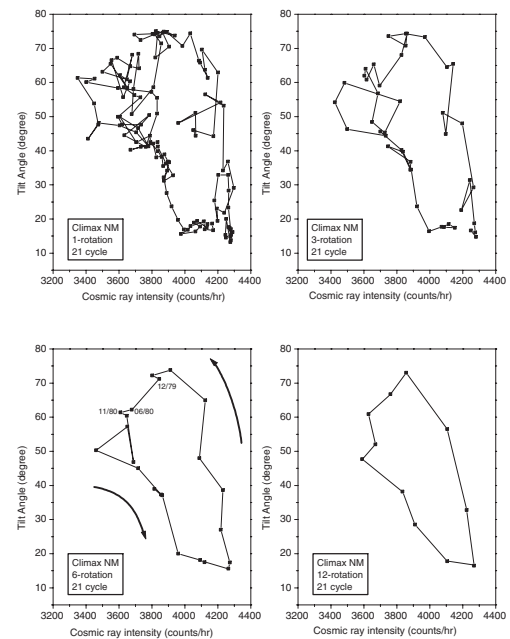 80
70
60
50
40
30
20
10
Tilt Angle (degree)
Climax NM
1-rotation
21 cycle
3200 3400 3600 3800 4000 4200 4400
Cosmic ray intensity (counts/hr)
80
70
60
50
40
30
20
10
Tilt Angle (degree)
Climax NM
3-rotation
21 cycle
3200 3400 3600 3800 4000 4200 4400
Cosmic ray intensity (counts/hr)
80
70
60
50
40
30
20
10
Tilt Angle (degree)
12/79
11/80 06/80
Climax NM
6-rotation
21 cycle
3200 3400 3600 3800 4000 4200 4400
Cosmic ray intensity (counts/hr)
80
70
60
50
40
30
20
10
Tilt Angle (degree)
Climax NM
12-rotation
21 cycle
3200 3400 3600 3800 4000 4200 4400
Cosmic ray intensity (counts/hr)